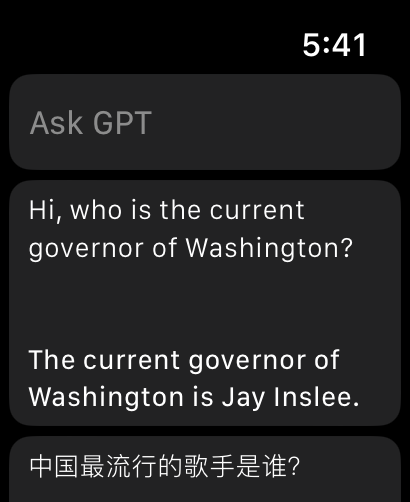 5:41
Ask GPT
Hi, who is the current
governor of Washington?
The current governor of
Washington is Jay Inslee.
中国最流行的歌手是谁?